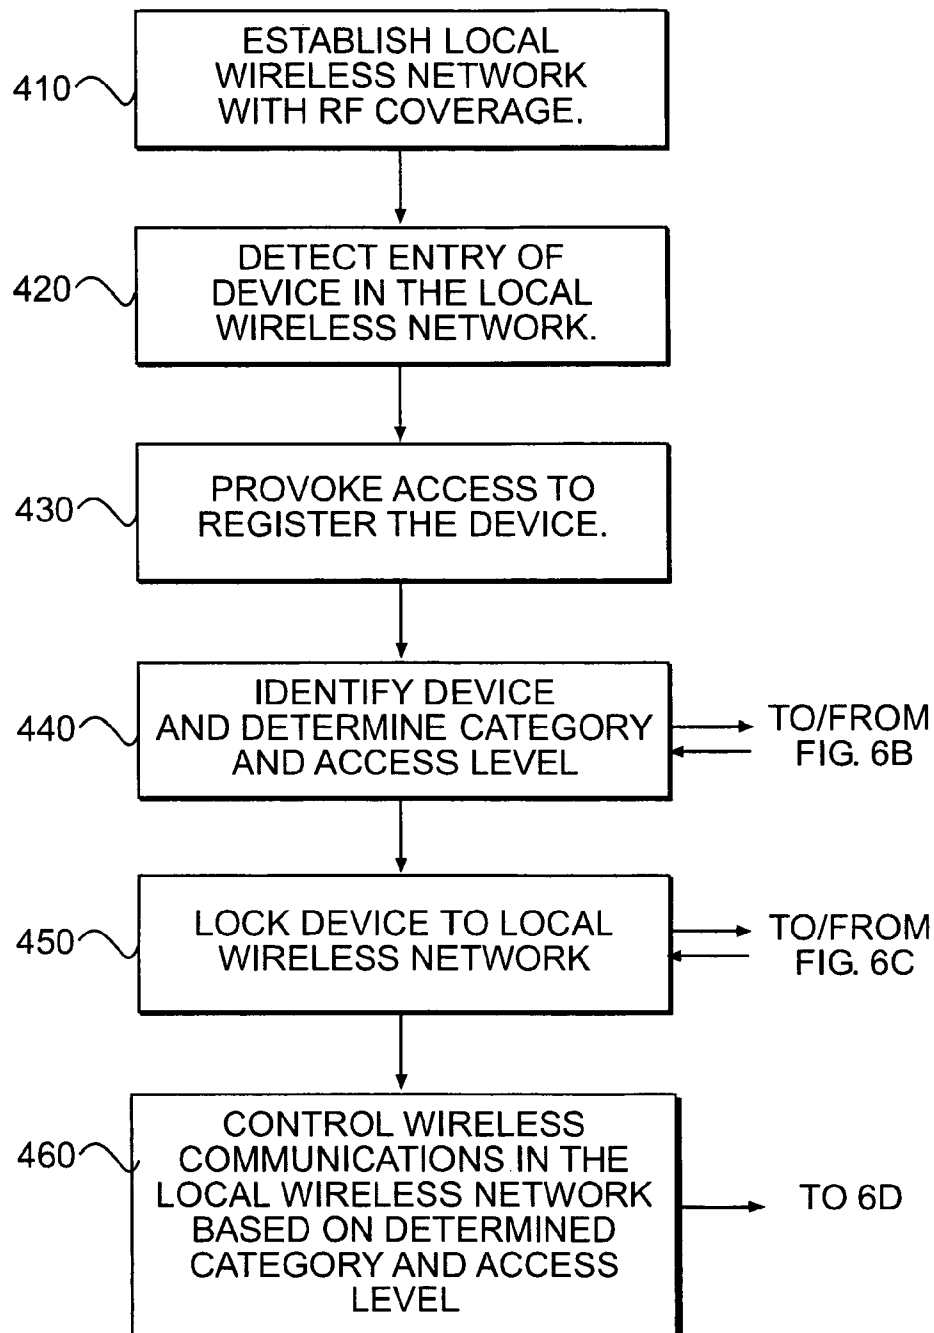 410
ESTABLISH LOCAL
WIRELESS NETWORK
WITH RF COVERAGE.
420
DETECT ENTRY OF
DEVICE IN THE LOCAL
WIRELESS NETWORK.
430
PROVOKE ACCESS TO
REGISTER THE DEVICE.
440
IDENTIFY DEVICE
AND DETERMINE CATEGORY
AND ACCESS LEVEL
TO/FROM
FIG. 6B
450
LOCK DEVICE TO LOCAL
WIRELESS NETWORK
TO/FROM
FIG. 6C
460
CONTROL WIRELESS
COMMUNICATIONS IN THE
LOCAL WIRELESS NETWORK
BASED ON DETERMINED
CATEGORY AND ACCESS
LEVEL
TO 6D